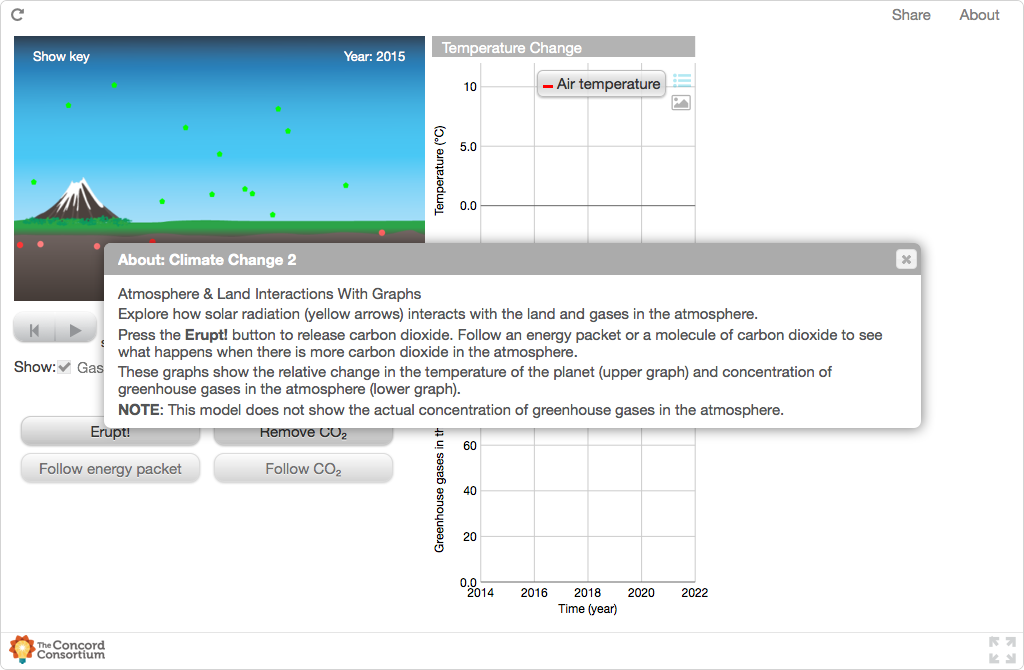 Share About
Show key
Year: 2015
Temperature Change
Air temperature
10
5.0
0.0
Temperature (°C)
About: Climate Change 2
Atmosphere & Land Interactions With Graphs
Explore how solar radiation (yellow arrows) interacts with the land and gases in the atmosphere.
Press the Erupt! button to release carbon dioxide. Follow an energy packet or a molecule of carbon dioxide to see
what happens when there is more carbon dioxide in the atmosphere.
These graphs show the relative change in the temperature of the planet (upper graph) and concentration of
greenhouse gases in the atmosphere (lower graph).
NOTE: This model does not show the actual concentration of greenhouse gases in the atmosphere.
Show: Gas
Erupt!
Remove CO₂
Follow energy packet
Follow CO₂
Greenhouse gases in th
60
40
20
0.0
2014 2016 2018 2020 2022
Time (year)
The Concord
Consortium